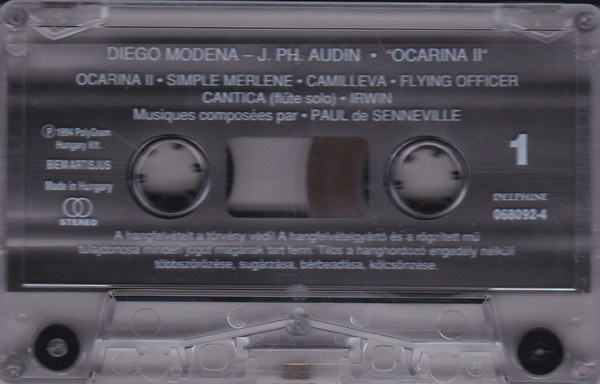 DIEGO MODENA – J. PH. AUDIN • "OCARINA II"
OCARINA II • SIMPLE MERLENE • CAMILLEVA • FLYING OFFICER
CANTICA (flûte solo) • IRWIN
Musiques composées par • PAUL de SENNEVILLE
Ⓟ 1994 PolyGram
Hungary Kft.
BIEM/ARTISJUS
Made in Hungary
STEREO
1
DELPHINE
068092-4
A hangfelvételt a törvény védi! A hangfelvételgyártó és a rögzített mű
tulajdonosa minden jogot magának tart fenn. Tilos a hanghordozó engedély nélküli
többszörözése, sugárzása, bérbeadása, kölcsönzése.